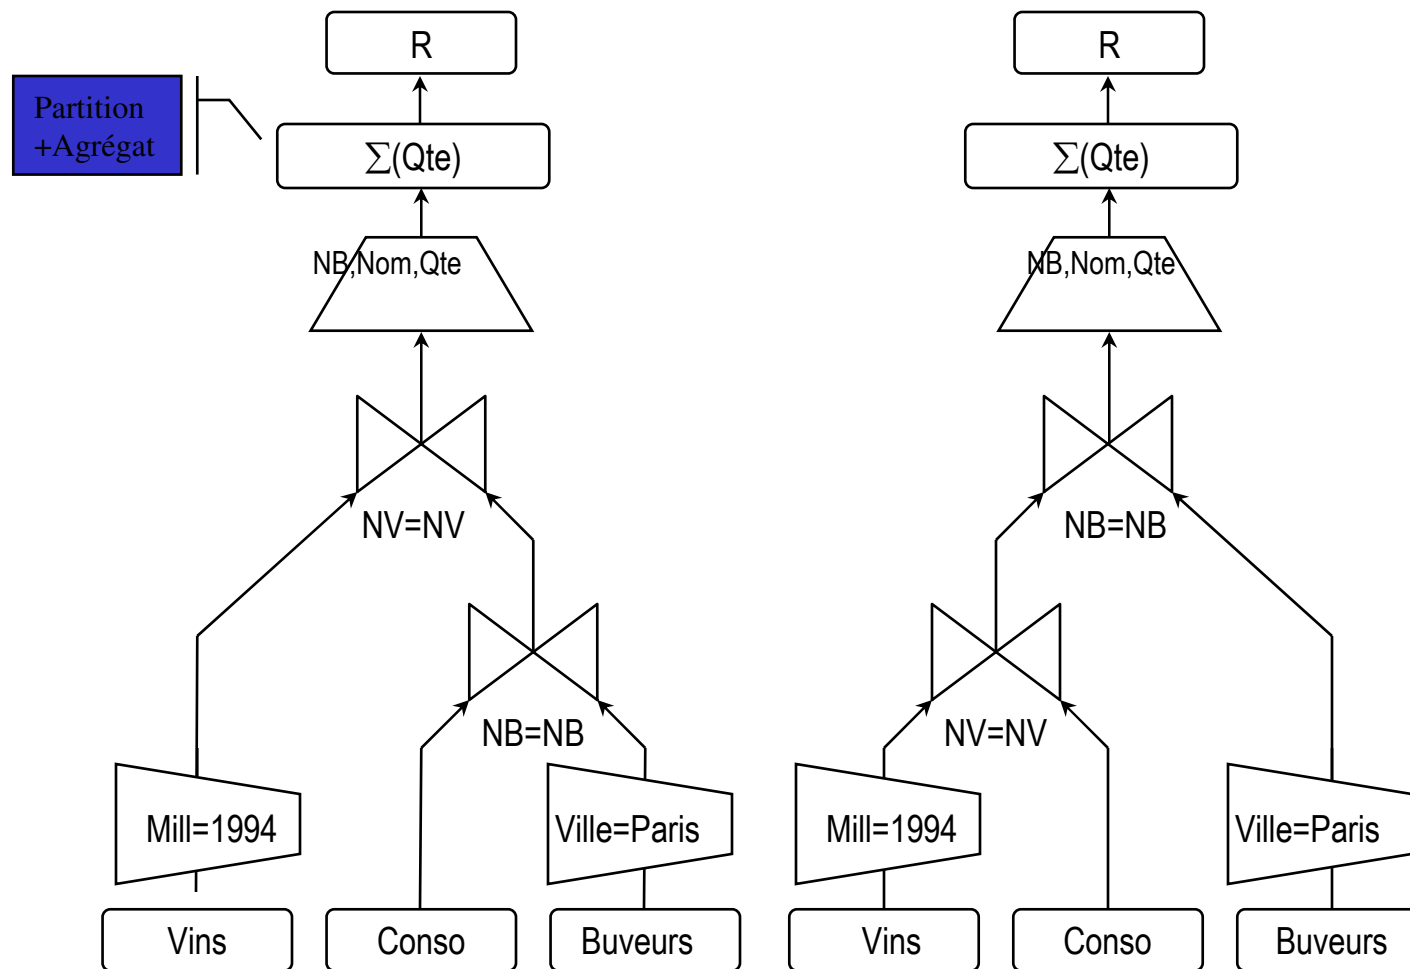 R
Partition
+Agrégat
∑(Qte)
NB,Nom,Qte
NV=NV
NB=NB
Mill=1994
Ville=Paris
Vins
Conso
Buveurs
R
∑(Qte)
NB,Nom,Qte
NB=NB
NV=NV
Mill=1994
Ville=Paris
Vins
Conso
Buveurs